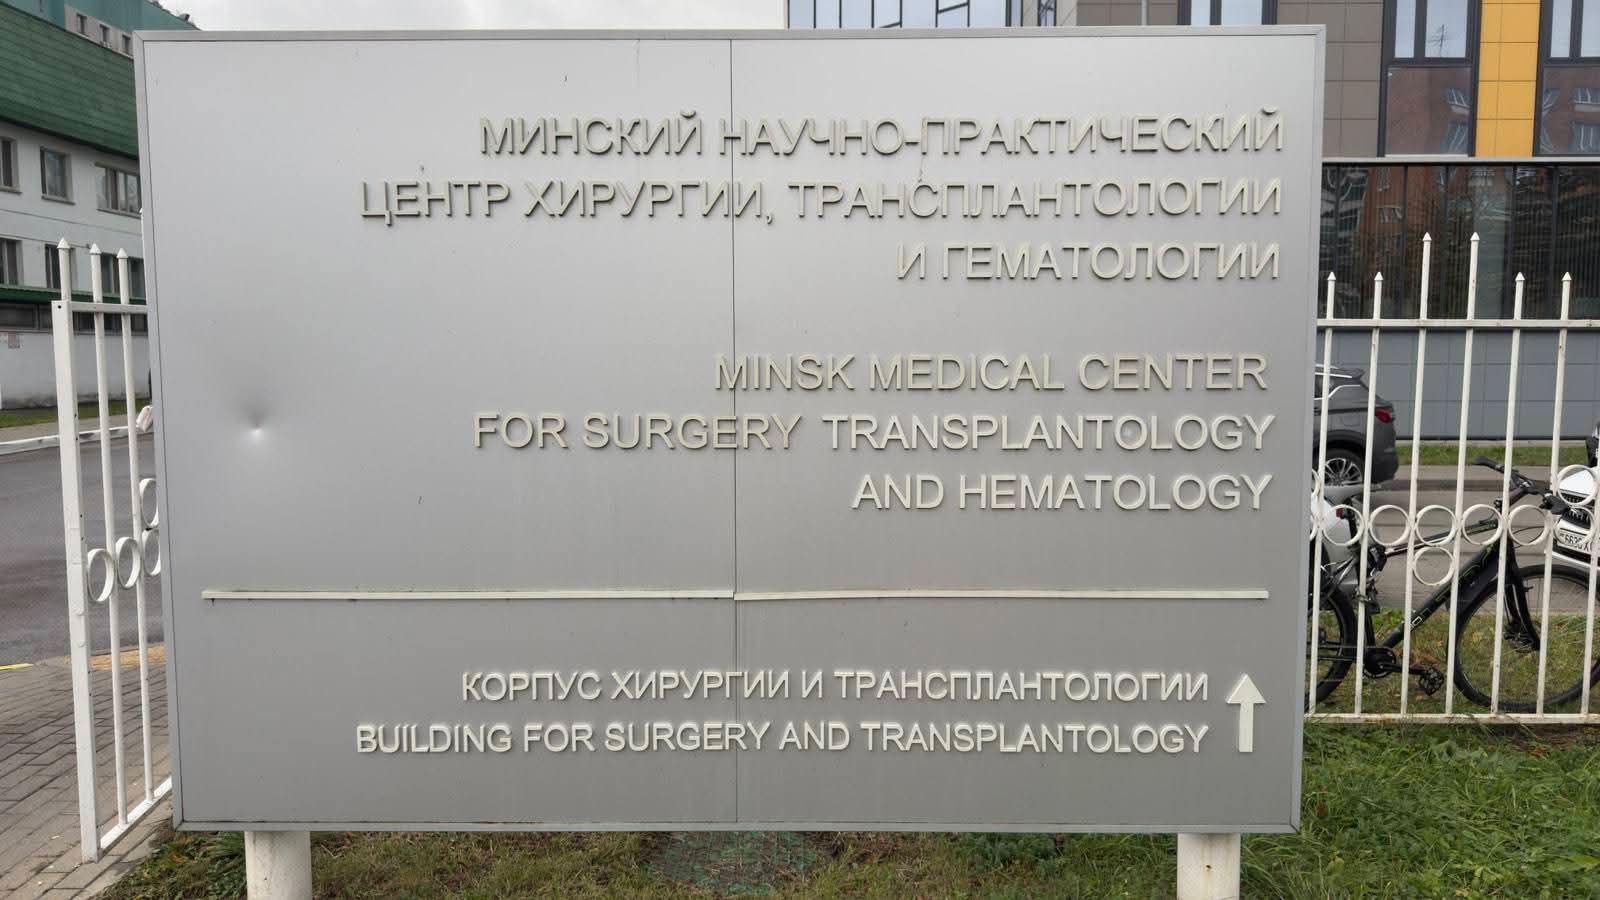 МИНСКИЙ НАУЧНО-ПРАКТИЧЕСКИЙ
ЦЕНТР ХИРУРГИИ, ТРАНСПЛАНТОЛОГИИ
И ГЕМАТОЛОГИИ
MINSK MEDICAL CENTER
FOR SURGERY TRANSPLANTOLOGY
AND HEMATOLOGY
КОРПУС ХИРУРГИИ И ТРАНСПЛАНТОЛОГИИ
BUILDING FOR SURGERY AND TRANSPLANTOLOGY